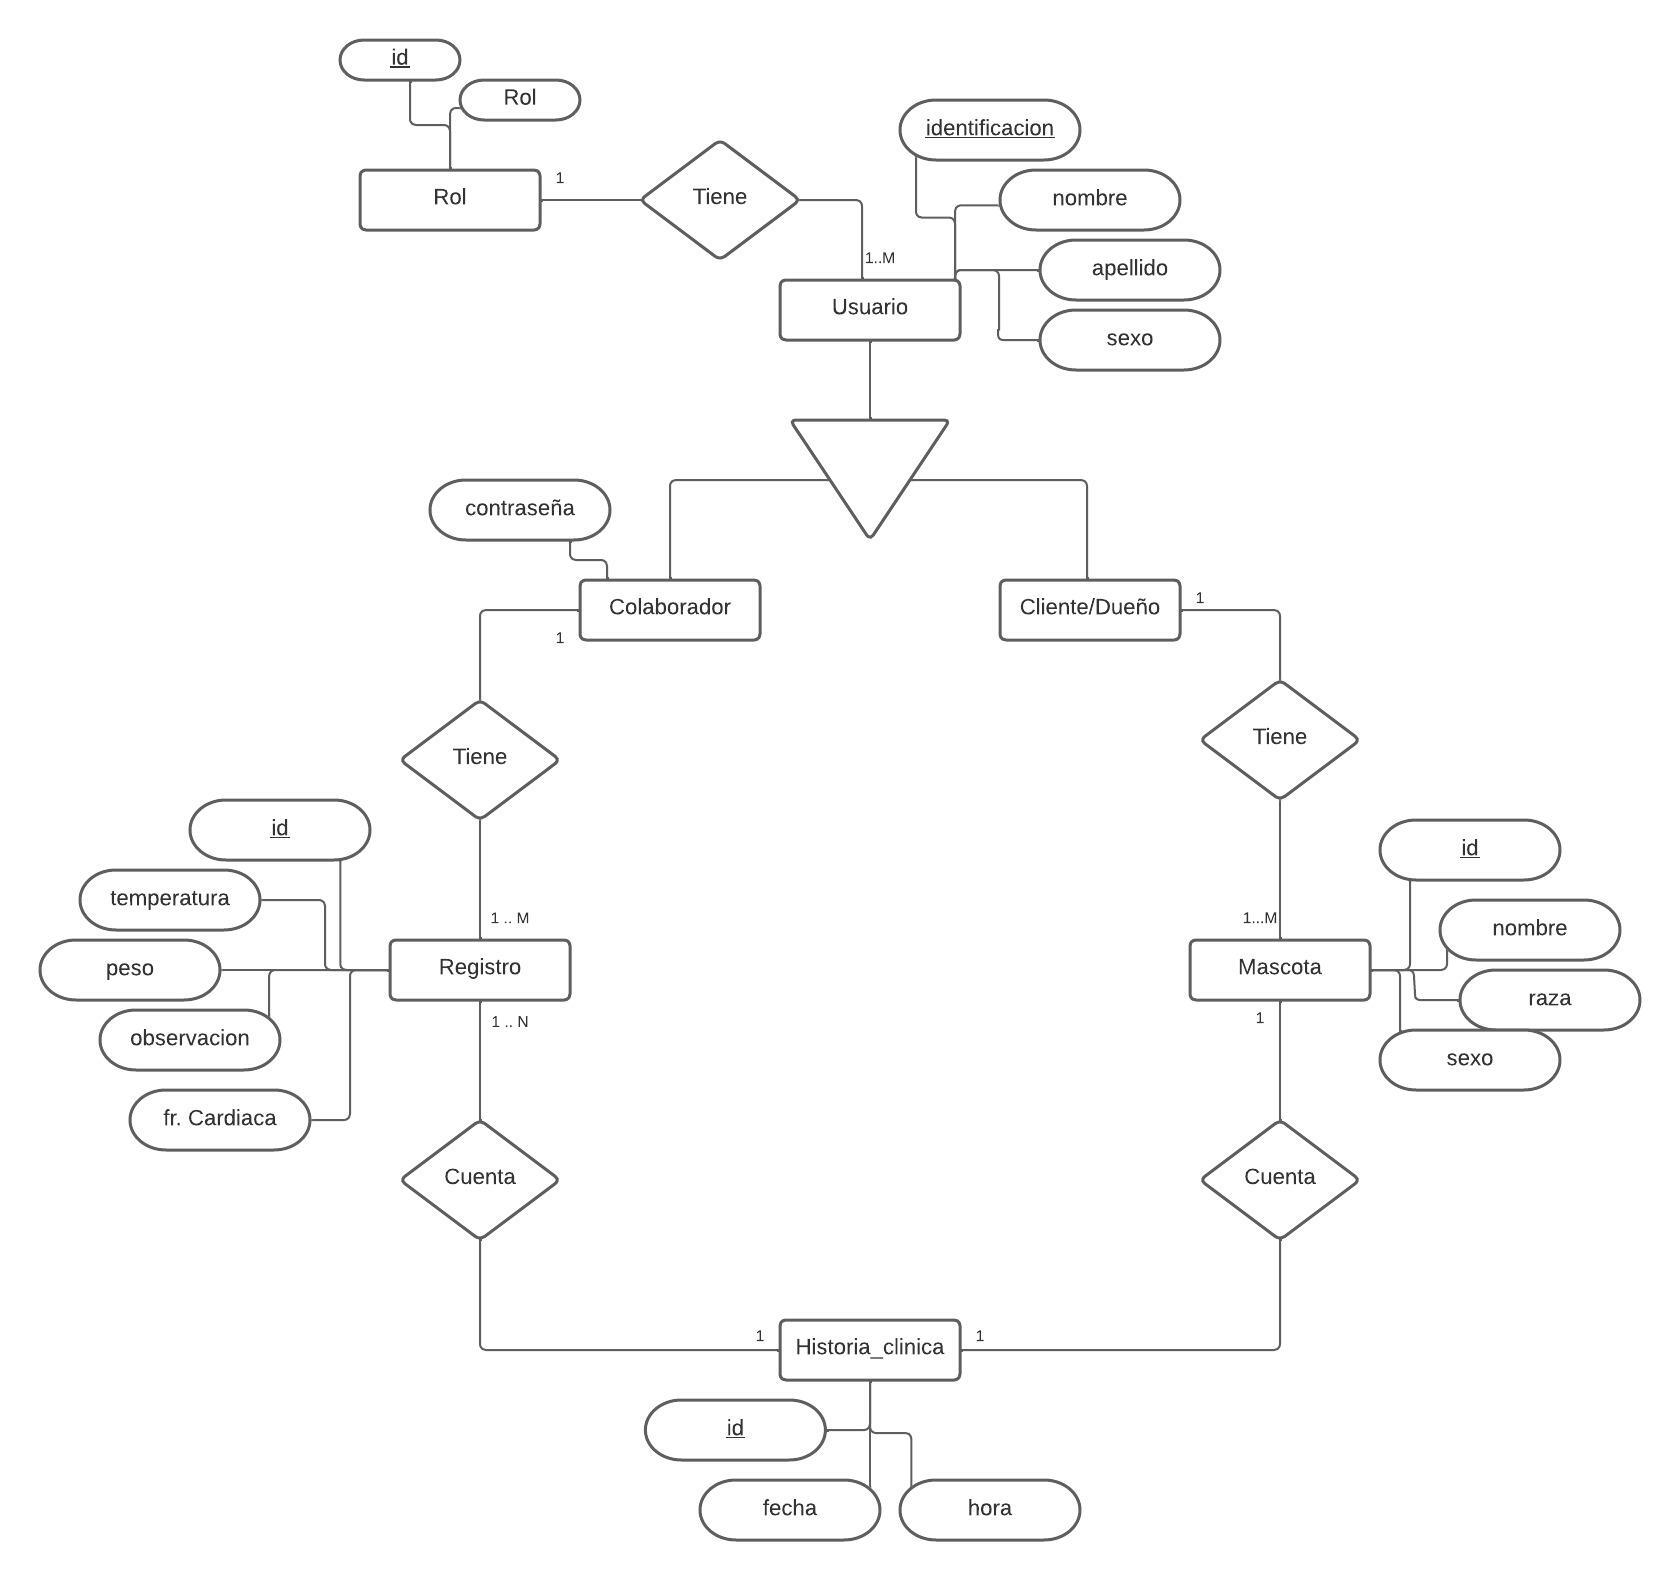 id
Rol
identificacion
Rol
1
Tiene
nombre
1..M
apellido
Usuario
sexo
contraseña
Colaborador
Cliente/Dueño
1
1
Tiene
Tiene
id
id
temperatura
1 .. M
1...M
nombre
peso
Registro
Mascota
raza
observacion
1 .. N
1
sexo
fr. Cardiaca
Cuenta
Cuenta
1
Historia_clinica
1
id
fecha
hora